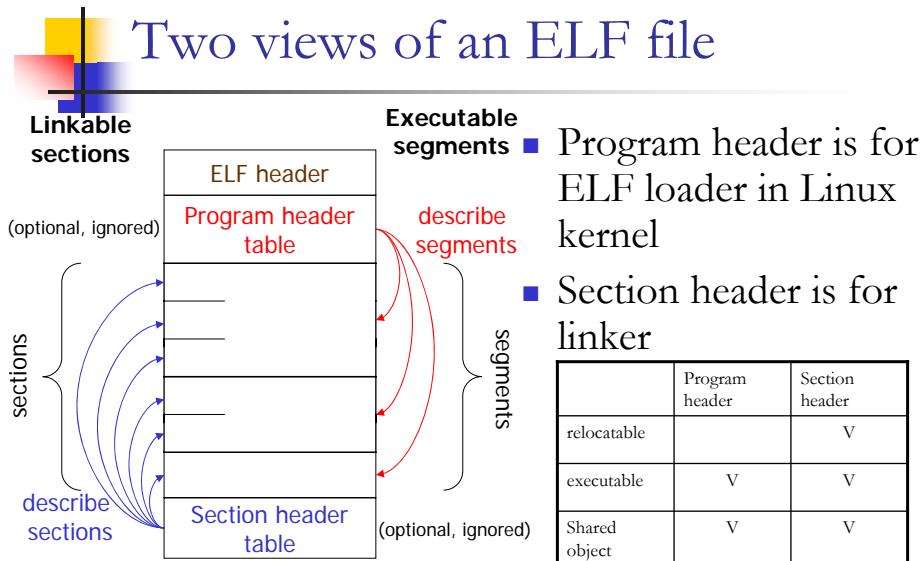 Two views of an ELF file
Linkable
sections
Executable
segments
ELF header
(optional, ignored)
Program header
table
describe
segments
sections
segments
describe
sections
Section header
table
(optional, ignored)
Program header is for
ELF loader in Linux
kernel
Section header is for
linker
Program
header
Section
header
relocatable
V
executable
V
V
Shared
object
V
V